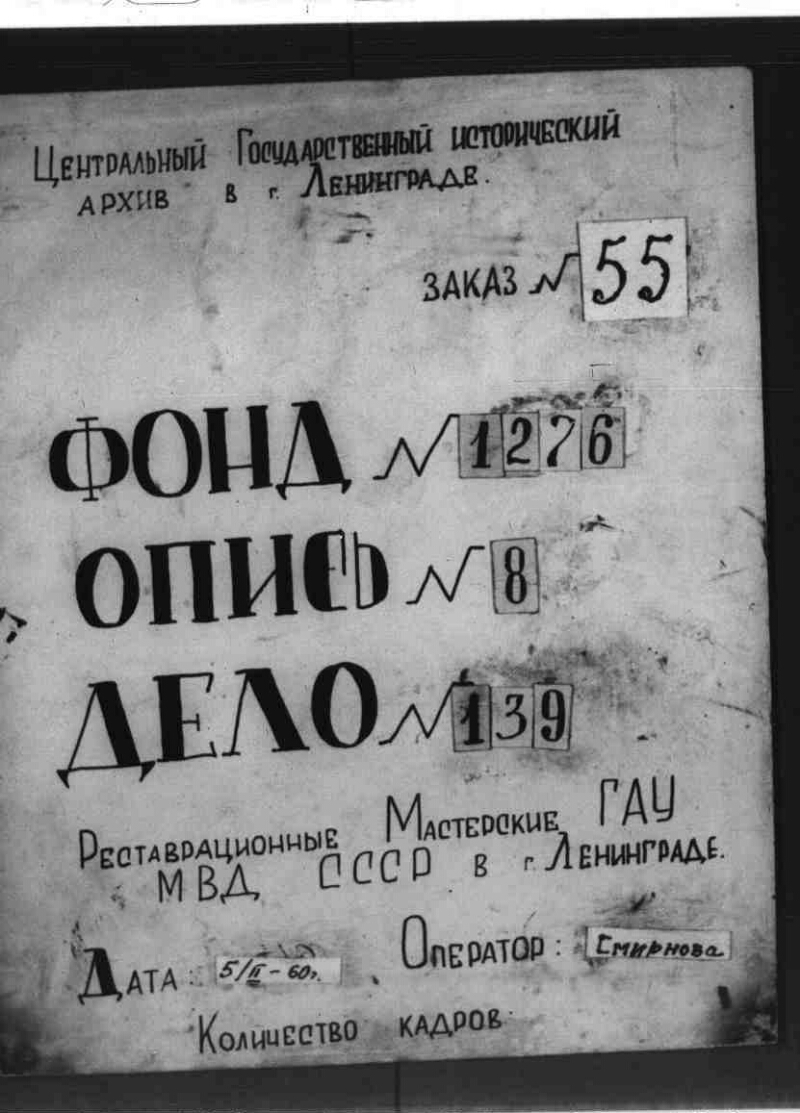 Центральный Государственный исторический
архив в г. Ленинграде.
заказ № 55
ФОНД № 1276
ОПИСЬ № 8
ДЕЛО № 139
Реставрационные Мастерские ГАУ
МВД СССР в г. Ленинграде.
Дата: 5/II-60г. Оператор: Смирнова
Количество кадров